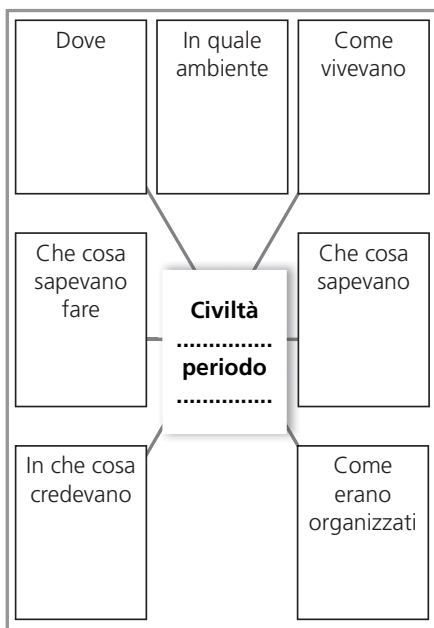 Dove
In quale
ambiente
Come
vivevano
Che cosa
sapevano
fare
Civiltà
...............
periodo
...............
Che cosa
sapevano
In che cosa
credevano
Come
erano
organizzati